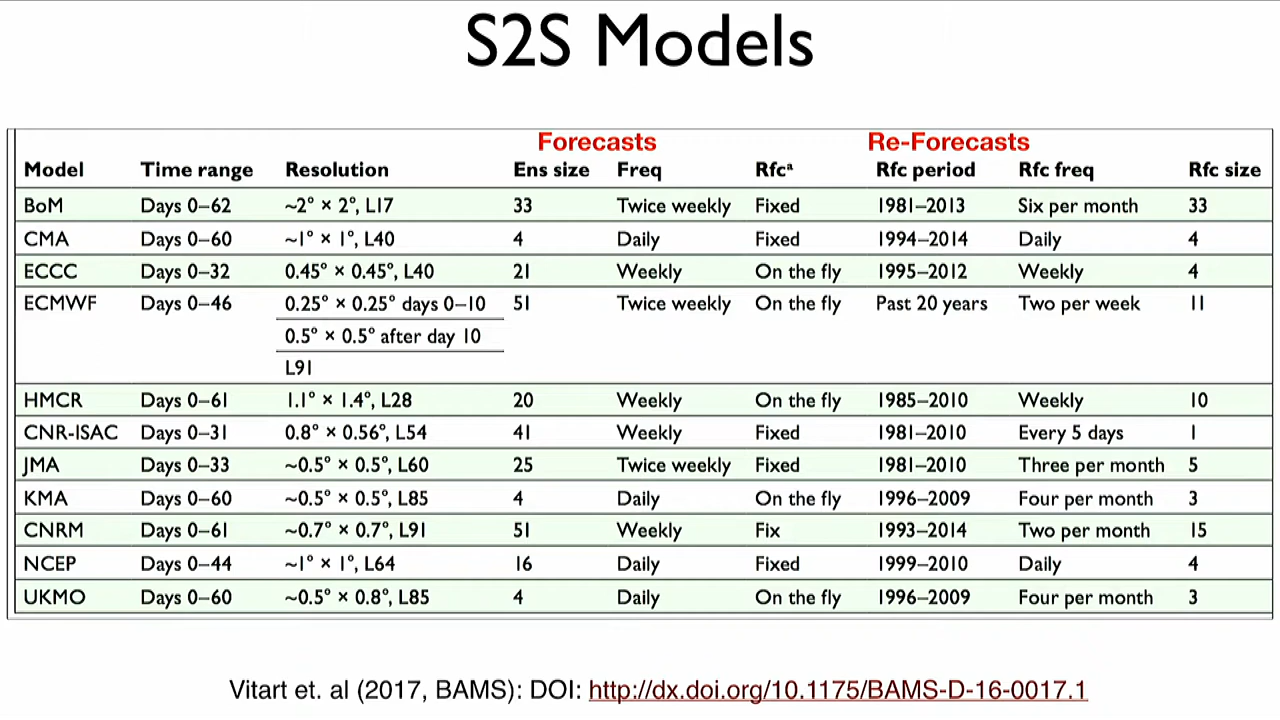 S2S Models
Forecasts Re-Forecasts
Model Time range Resolution Ens size Freq Rfcᵃ Rfc period Rfc freq Rfc size
BoM Days 0–62 ~2° × 2°, L17 33 Twice weekly Fixed 1981–2013 Six per month 33
CMA Days 0–60 ~1° × 1°, L40 4 Daily Fixed 1994–2014 Daily 4
ECCC Days 0–32 0.45° × 0.45°, L40 21 Weekly On the fly 1995–2012 Weekly 4
ECMWF Days 0–46 0.25° × 0.25° days 0–10 51 Twice weekly On the fly Past 20 years Two per week 11
0.5° × 0.5° after day 10
L91
HMCR Days 0–61 1.1° × 1.4°, L28 20 Weekly On the fly 1985–2010 Weekly 10
CNR-ISAC Days 0–31 0.8° × 0.56°, L54 41 Weekly Fixed 1981–2010 Every 5 days 1
JMA Days 0–33 ~0.5° × 0.5°, L60 25 Twice weekly Fixed 1981–2010 Three per month 5
KMA Days 0–60 ~0.5° × 0.5°, L85 4 Daily On the fly 1996–2009 Four per month 3
CNRM Days 0–61 ~0.7° × 0.7°, L91 51 Weekly Fix 1993–2014 Two per month 15
NCEP Days 0–44 ~1° × 1°, L64 16 Daily Fixed 1999–2010 Daily 4
UKMO Days 0–60 ~0.5° × 0.8°, L85 4 Daily On the fly 1996–2009 Four per month 3
Vitart et. al (2017, BAMS): DOI: http://dx.doi.org/10.1175/BAMS-D-16-0017.1